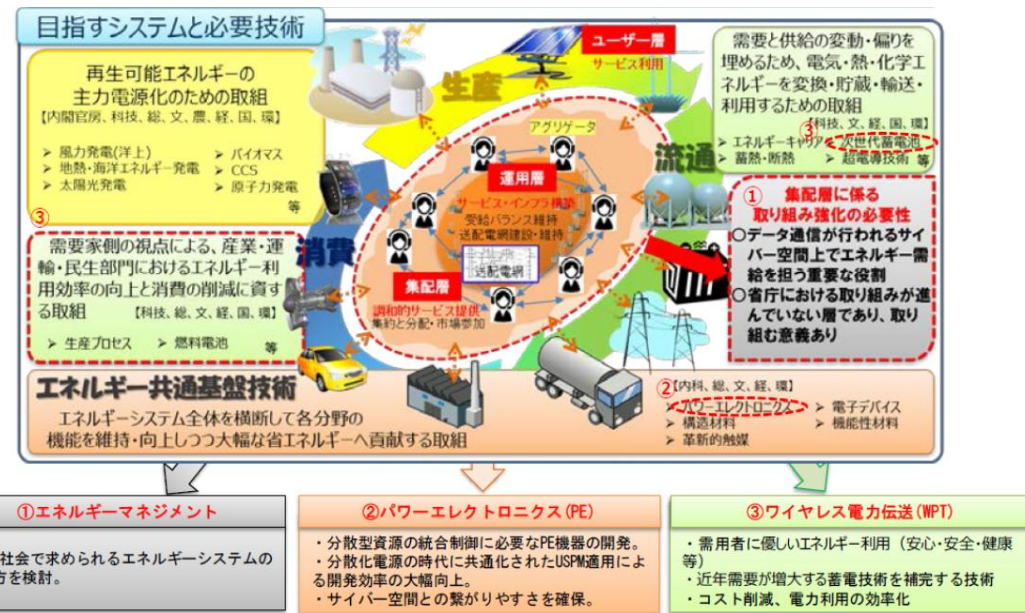 目指すシステムと必要技術
再生可能エネルギーの
主力電源化のための取組
【内閣官房、科技、総、文、農、経、国、環】
➢ 風力発電(洋上)
➢ 地熱・海洋エネルギー発電
➢ 太陽光発電
➢ バイオマス
➢ CCS
➢ 原子力発電
等
③
需要家側の視点による、産業・運
輸・民生部門におけるエネルギー利
用効率の向上と消費の削減に資す
る取組 【科技、総、文、経、国、環】
➢ 生産プロセス ➢ 燃料電池 等
生産
流通
消費
ユーザー層
サービス利用
アグリゲータ
運用層
サービス・インフラ構築
受給バランス維持
送配電網建設・維持
送配電網
集配層
調和的サービス提供
集約と分配・市場参加
需要と供給の変動・偏りを
埋めるため、電気・熱・化学エ
ネルギーを変換・貯蔵・輸送・
利用するための取組
【科技、文、経、国、環】
③
➢ エネルギーキャリア ➢ 次世代蓄電池
➢ 蓄熱・断熱 ➢ 超電導技術 等
① 集配層に係る
取り組み強化の必要性
○データ通信が行われるサイ
バー空間上でエネルギー需
給を担う重要な役割
○省庁における取り組みが進
んでいない層であり、取り
組む意義あり
エネルギー共通基盤技術
エネルギーシステム全体を横断して各分野の
機能を維持・向上しつつ大幅な省エネルギーへ貢献する取組
②【内科、総、文、経、環】
➢ パワーエレクトロニクス
➢ 構造材料
➢ 革新的触媒
➢ 電子デバイス
➢ 機能性材料
①エネルギーマネジメント
社会で求められるエネルギーシステムの
方を検討。
②パワーエレクトロニクス(PE)
・分散型資源の統合制御に必要なPE機器の開発。
・分散化電源の時代に共通化されたUSPM適用によ
る開発効率の大幅向上。
・サイバー空間との繋がりやすさを確保。
③ワイヤレス電力伝送(WPT)
・需用者に優しいエネルギー利用（安心・安全・健康
等）
・近年需要が増大する蓄電技術を補完する技術
・コスト削減、電力利用の効率化